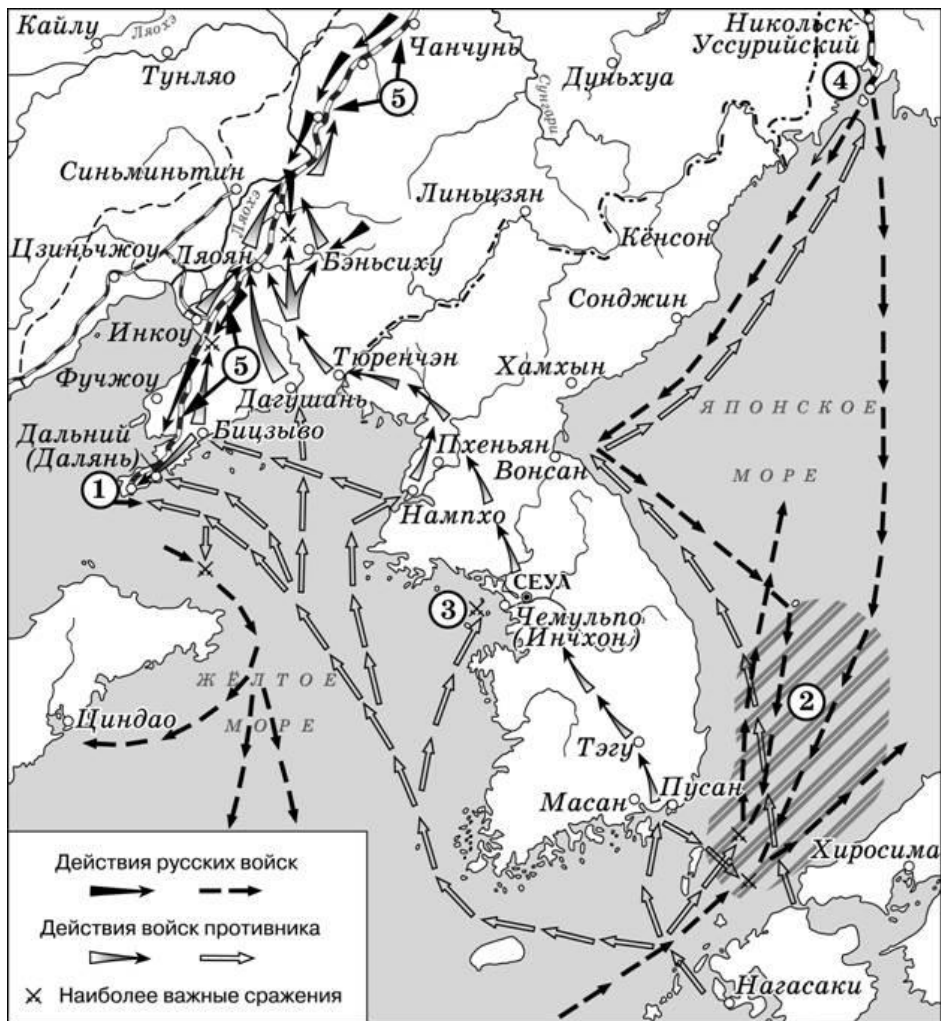 Кайлу
Ляохэ
Тунляо
Чанчунь
5
Сунгари
Дуньхуа
Никольск-
Уссурийский
4
Синьминьтин
Ляохэ
Линьцзян
Кёнсон
Цзиньчжоу
Ляоян
Бэньсиху
Сонджин
Инкоу
5
Тюренчэн
Хамхын
Фучжоу
Дагушань
ЯПОНСКОЕ
МОРЕ
Дальний
(Далянь)
Бицзыво
Пхеньян
Вонсан
1
Нампхо
СЕУЛ
3
Чемульпо
(Инчхон)
ЖЁЛТОЕ
МОРЕ
Циндао
2
Тэгу
Масан
Пусан
Хиросима
Нагасаки
Действия русских войск
Действия войск противника
Наиболее важные сражения